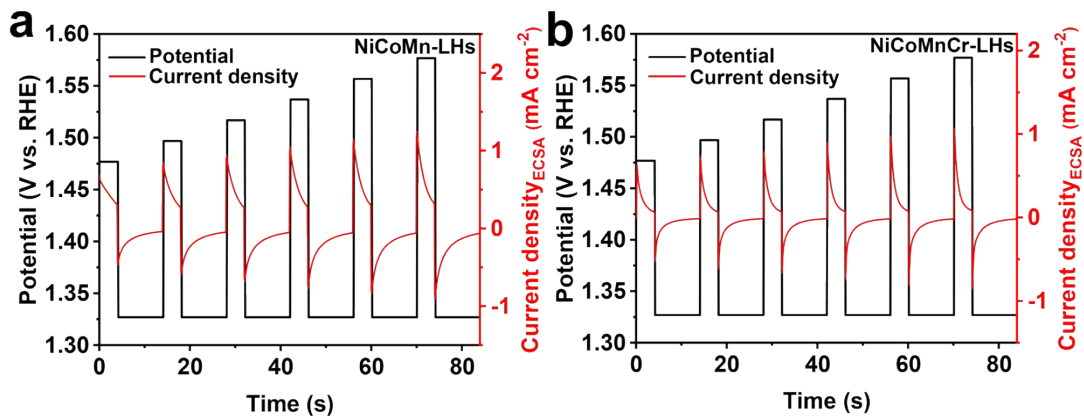 a
NiCoMn-LHs
Potential
Current density
Potential (V vs. RHE)
1.60
1.55
1.50
1.45
1.40
1.35
1.30
0
20
40
60
80
Time (s)
2
1
0
-1
Current density_ECSA (mA cm⁻²)
b
NiCoMnCr-LHs
Potential
Current density
Potential (V vs. RHE)
1.60
1.55
1.50
1.45
1.40
1.35
1.30
0
20
40
60
80
Time (s)
2
1
0
-1
Current density_ECSA (mA cm⁻²)